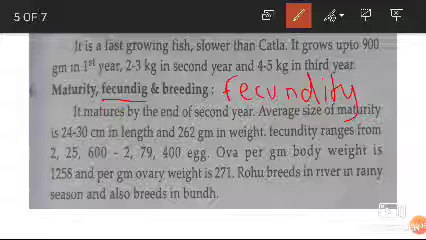 5 OF 7
It is a last growing fish, slower than Catla. It grows upto 900
gm in 1st year, 2-3 kg in second year and 4-5 kg in third year.
Maturity, fecundig & breeding : fecundity
It matures by the end of second year. Average size of maturity
is 24-30 cm in length and 262 gm in weight. fecundity ranges from
2, 25, 600 - 2, 79, 400 egg. Ova per gm body weight is
1258 and per gm ovary weight is 271. Rohu breeds in river in rainy
season and also breeds in bundh.